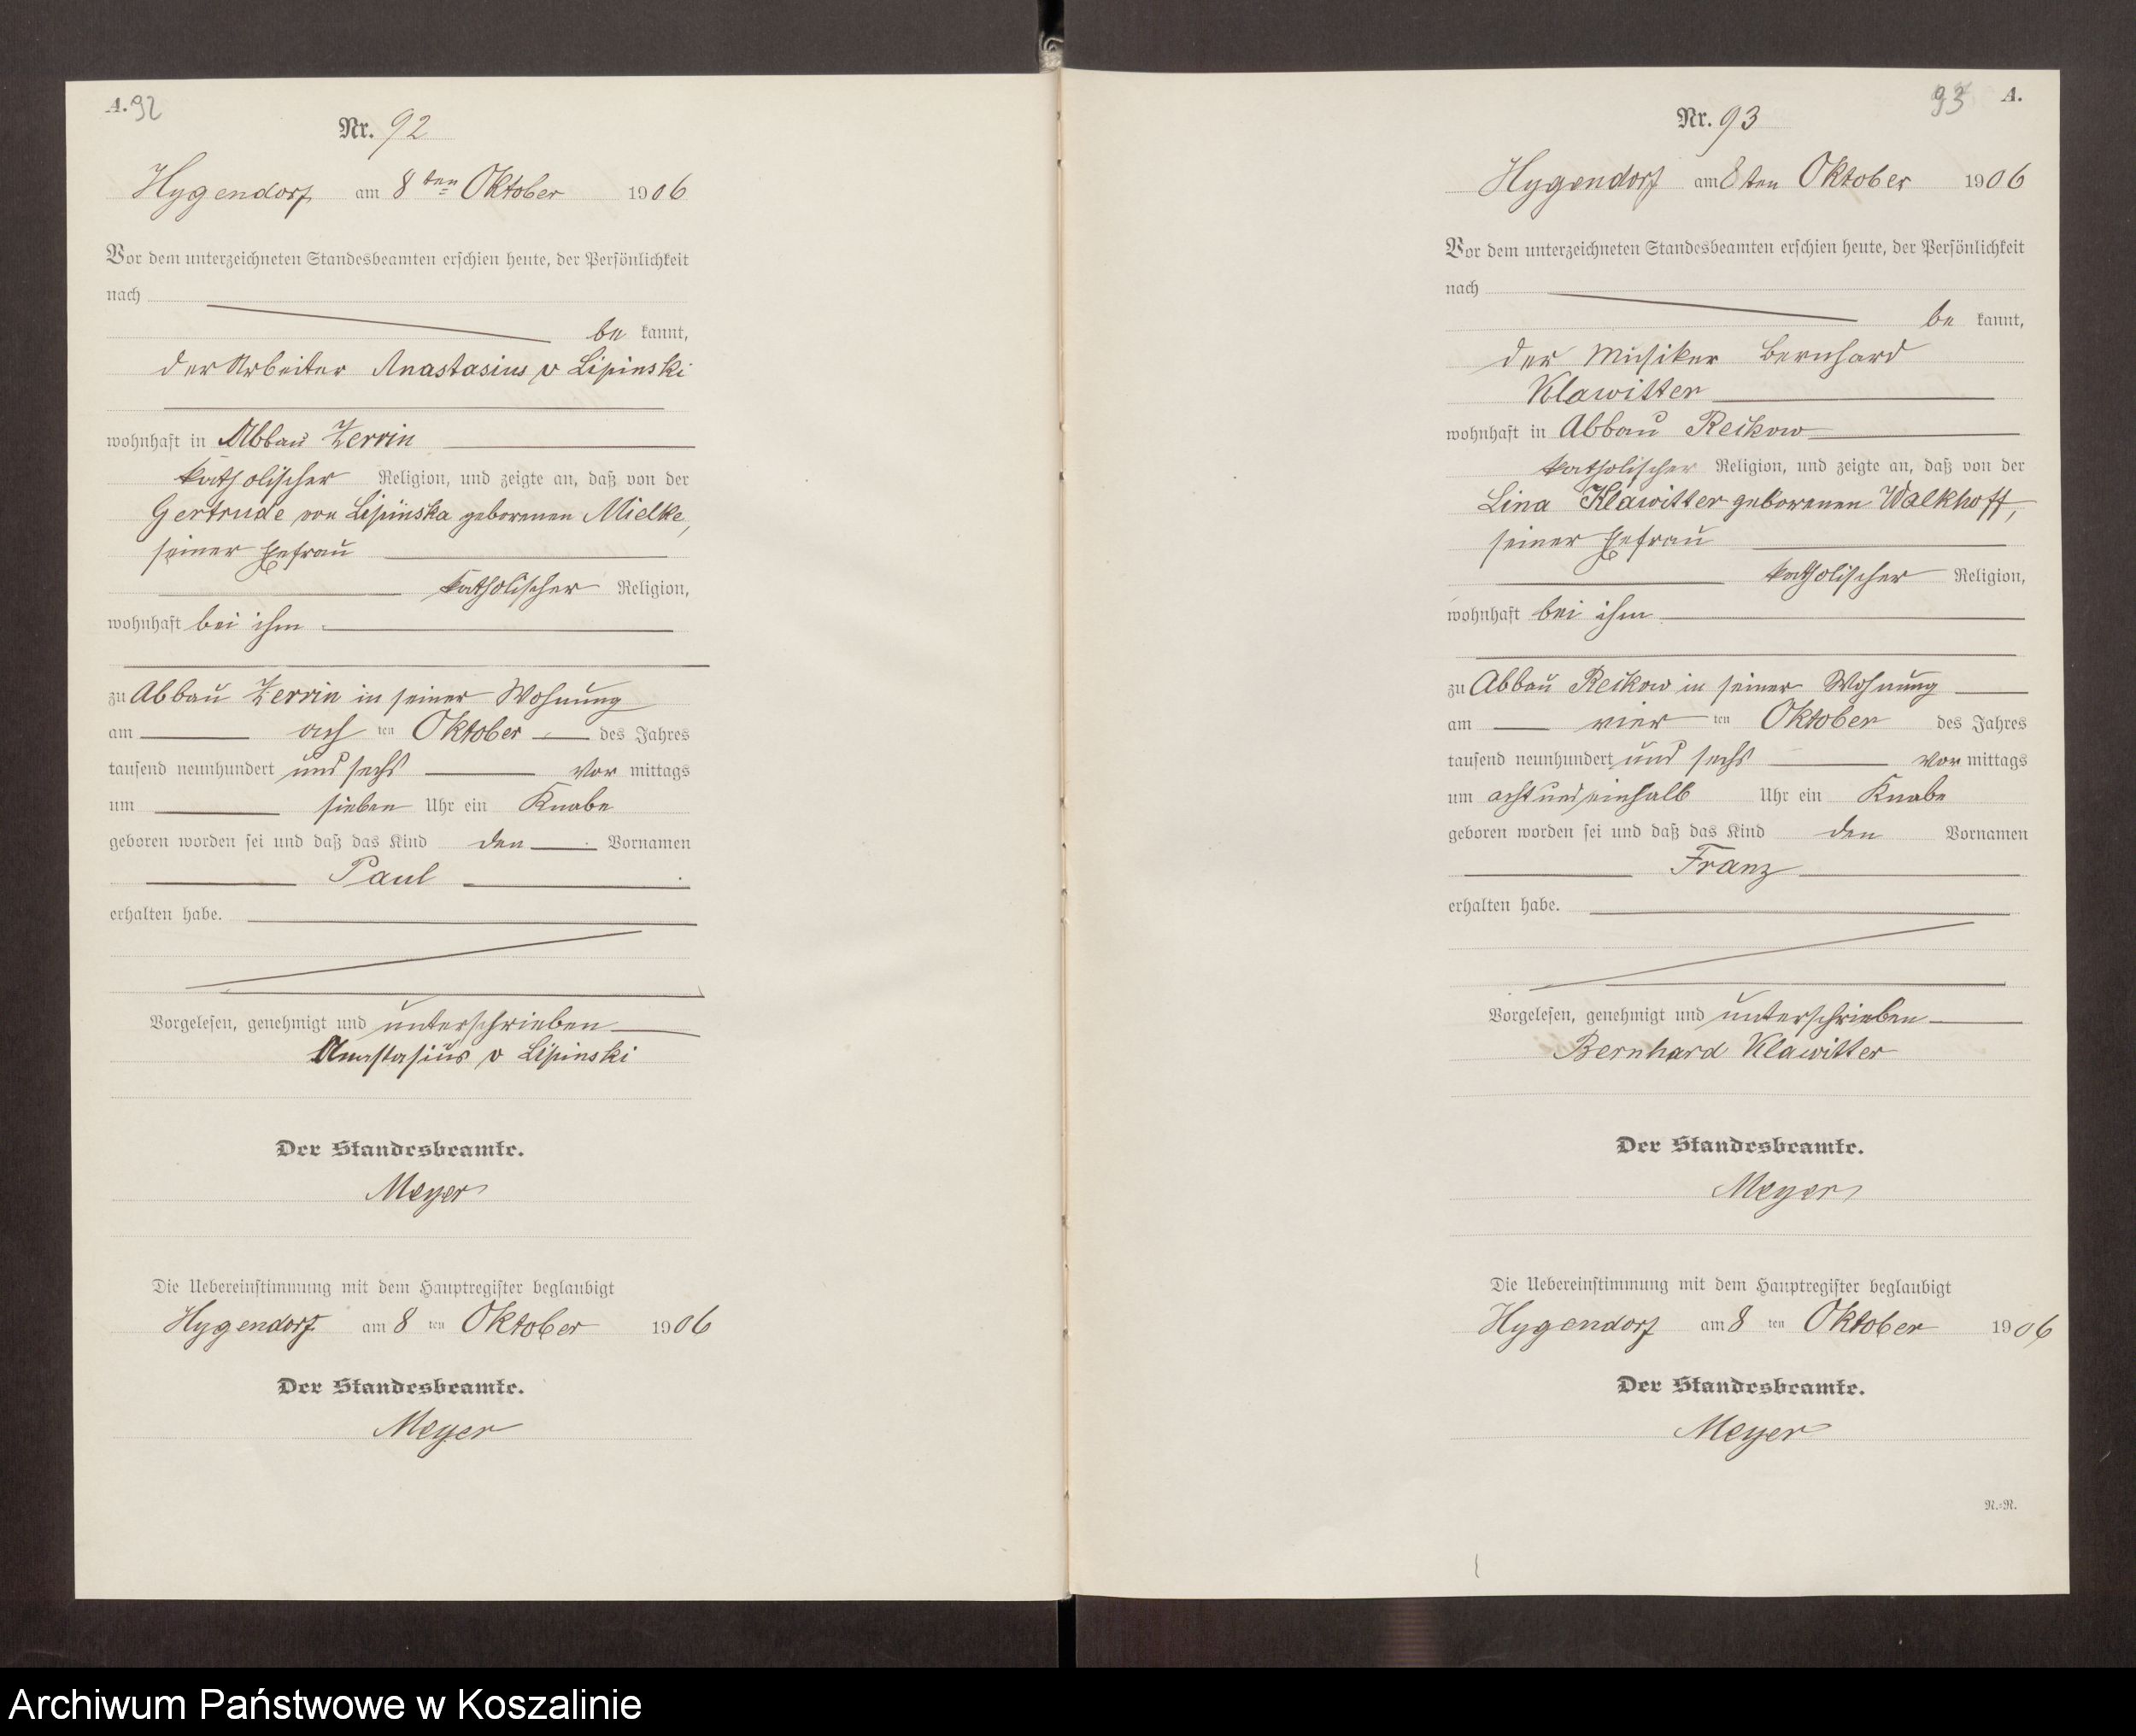 A. 92
Nr. 92
Hygendorf am 8ten Oktober 1906
Vor dem unterzeichneten Standesbeamten erschien heute, der Persönlichkeit
nach
be kannt,
der Arbeiter Anastasius v Lipinski
wohnhaft in Abbau Zerrin
katholischer Religion, und zeigte an, daß von der
Gertrude von Lipinska geborenen Mielke,
seiner Ehefrau
katholischer Religion,
wohnhaft bei ihm
zu Abbau Zerrin in seiner Wohnung
am ach ten Oktober des Jahres
tausend neunhundert und sechs Vor mittags
um sieben Uhr ein Knabe
geboren worden sei und daß das Kind den Vornamen
Paul
erhalten habe.
Vorgelesen, genehmigt und unterschrieben
Anastasius v Lipinski
Der Standesbeamte.
Meyer
Die Uebereinstimmung mit dem Hauptregister beglaubigt
Hygendorf am 8 ten Oktober 1906
Der Standesbeamte.
Meyer
93 A.
Nr. 93
Hygendorf am 8ten Oktober 1906
Vor dem unterzeichneten Standesbeamten erschien heute, der Persönlichkeit
nach
be kannt,
der Musiker Bernhard
Klawitter
wohnhaft in Abbau Reikow
katholischer Religion, und zeigte an, daß von der
Lina Klawitter geborenen Walkhoff,
seiner Ehefrau
katholischer Religion,
wohnhaft bei ihm
zu Abbau Reikow in seiner Wohnung
am vier ten Oktober des Jahres
tausend neunhundert und sechs Vor mittags
um acht und einhalb Uhr ein Knabe
geboren worden sei und daß das Kind den Vornamen
Franz
erhalten habe.
Vorgelesen, genehmigt und unterschrieben
Bernhard Klawitter
Der Standesbeamte.
Meyer
Die Uebereinstimmung mit dem Hauptregister beglaubigt
Hygendorf am 8 ten Oktober 1906
Der Standesbeamte.
Meyer
N.=N.
Archiwum Państwowe w Koszalinie